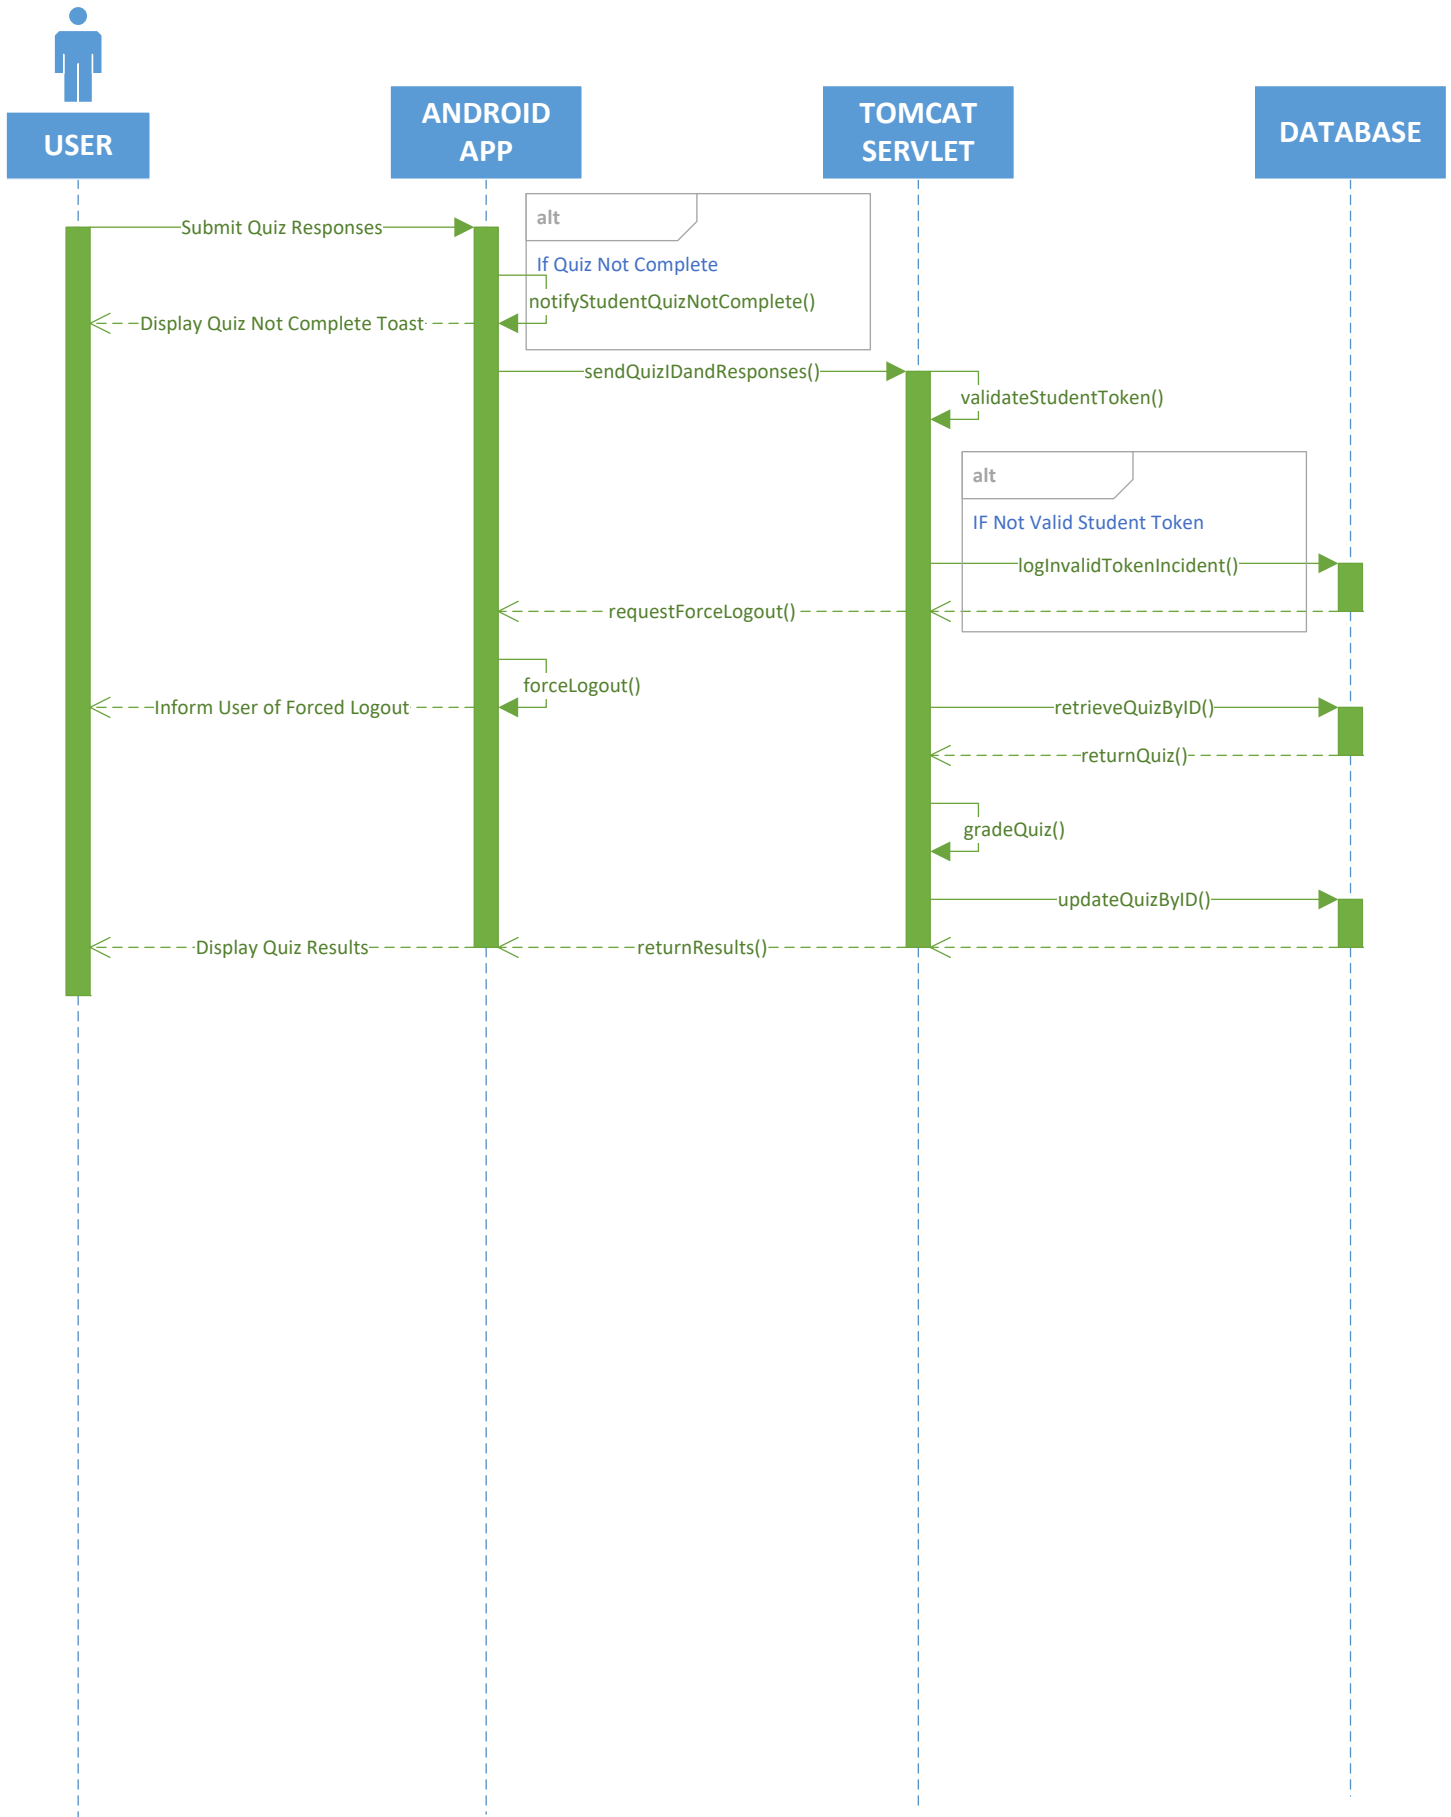 USER
ANDROID
APP
TOMCAT
SERVLET
DATABASE
alt
Submit Quiz Responses
If Quiz Not Complete
notifyStudentQuizNotComplete()
Display Quiz Not Complete Toast
sendQuizIDandResponses()
validateStudentToken()
alt
IF Not Valid Student Token
logInvalidTokenIncident()
requestForceLogout()
forceLogout()
Inform User of Forced Logout
retrieveQuizByID()
returnQuiz()
gradeQuiz()
updateQuizByID()
Display Quiz Results
returnResults()